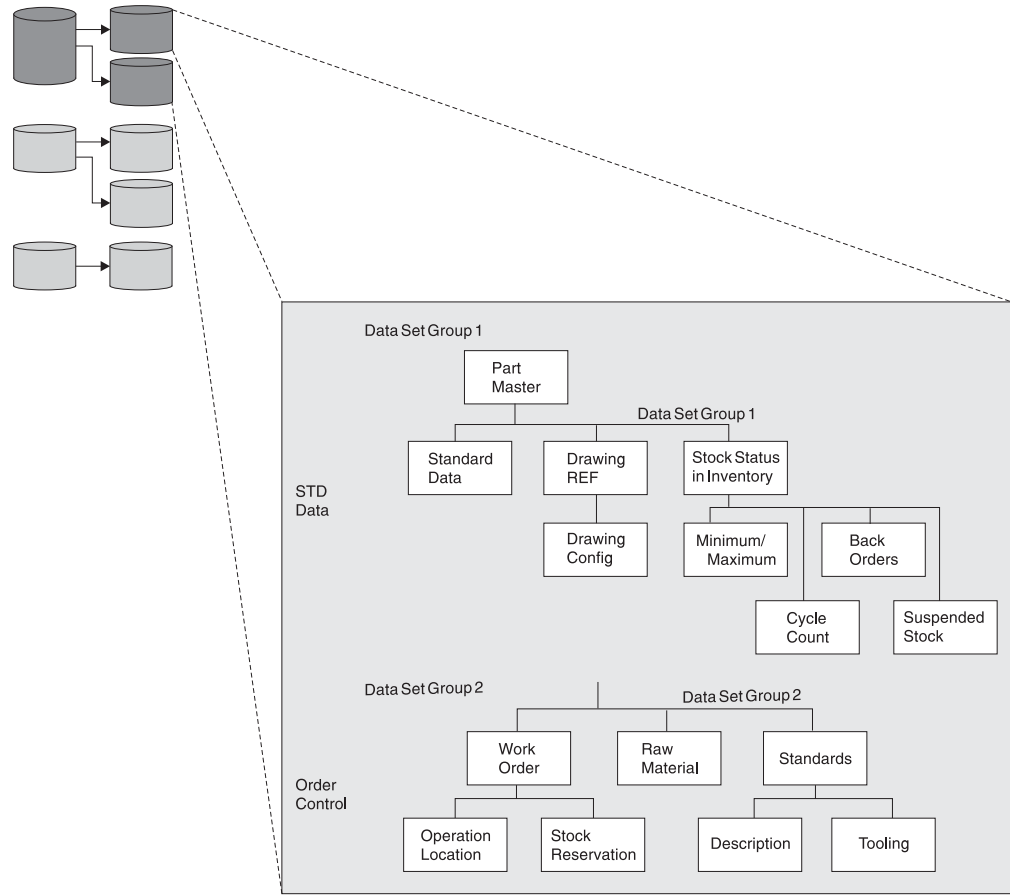 Data Set Group 1
Part
Master
Data Set Group 1
Standard
Data
Drawing
REF
Stock Status
in Inventory
STD
Data
Drawing
Config
Minimum/
Maximum
Back
Orders
Cycle
Count
Suspended
Stock
Data Set Group 2
Data Set Group 2
Work
Order
Raw
Material
Standards
Order
Control
Operation
Location
Stock
Reservation
Description
Tooling